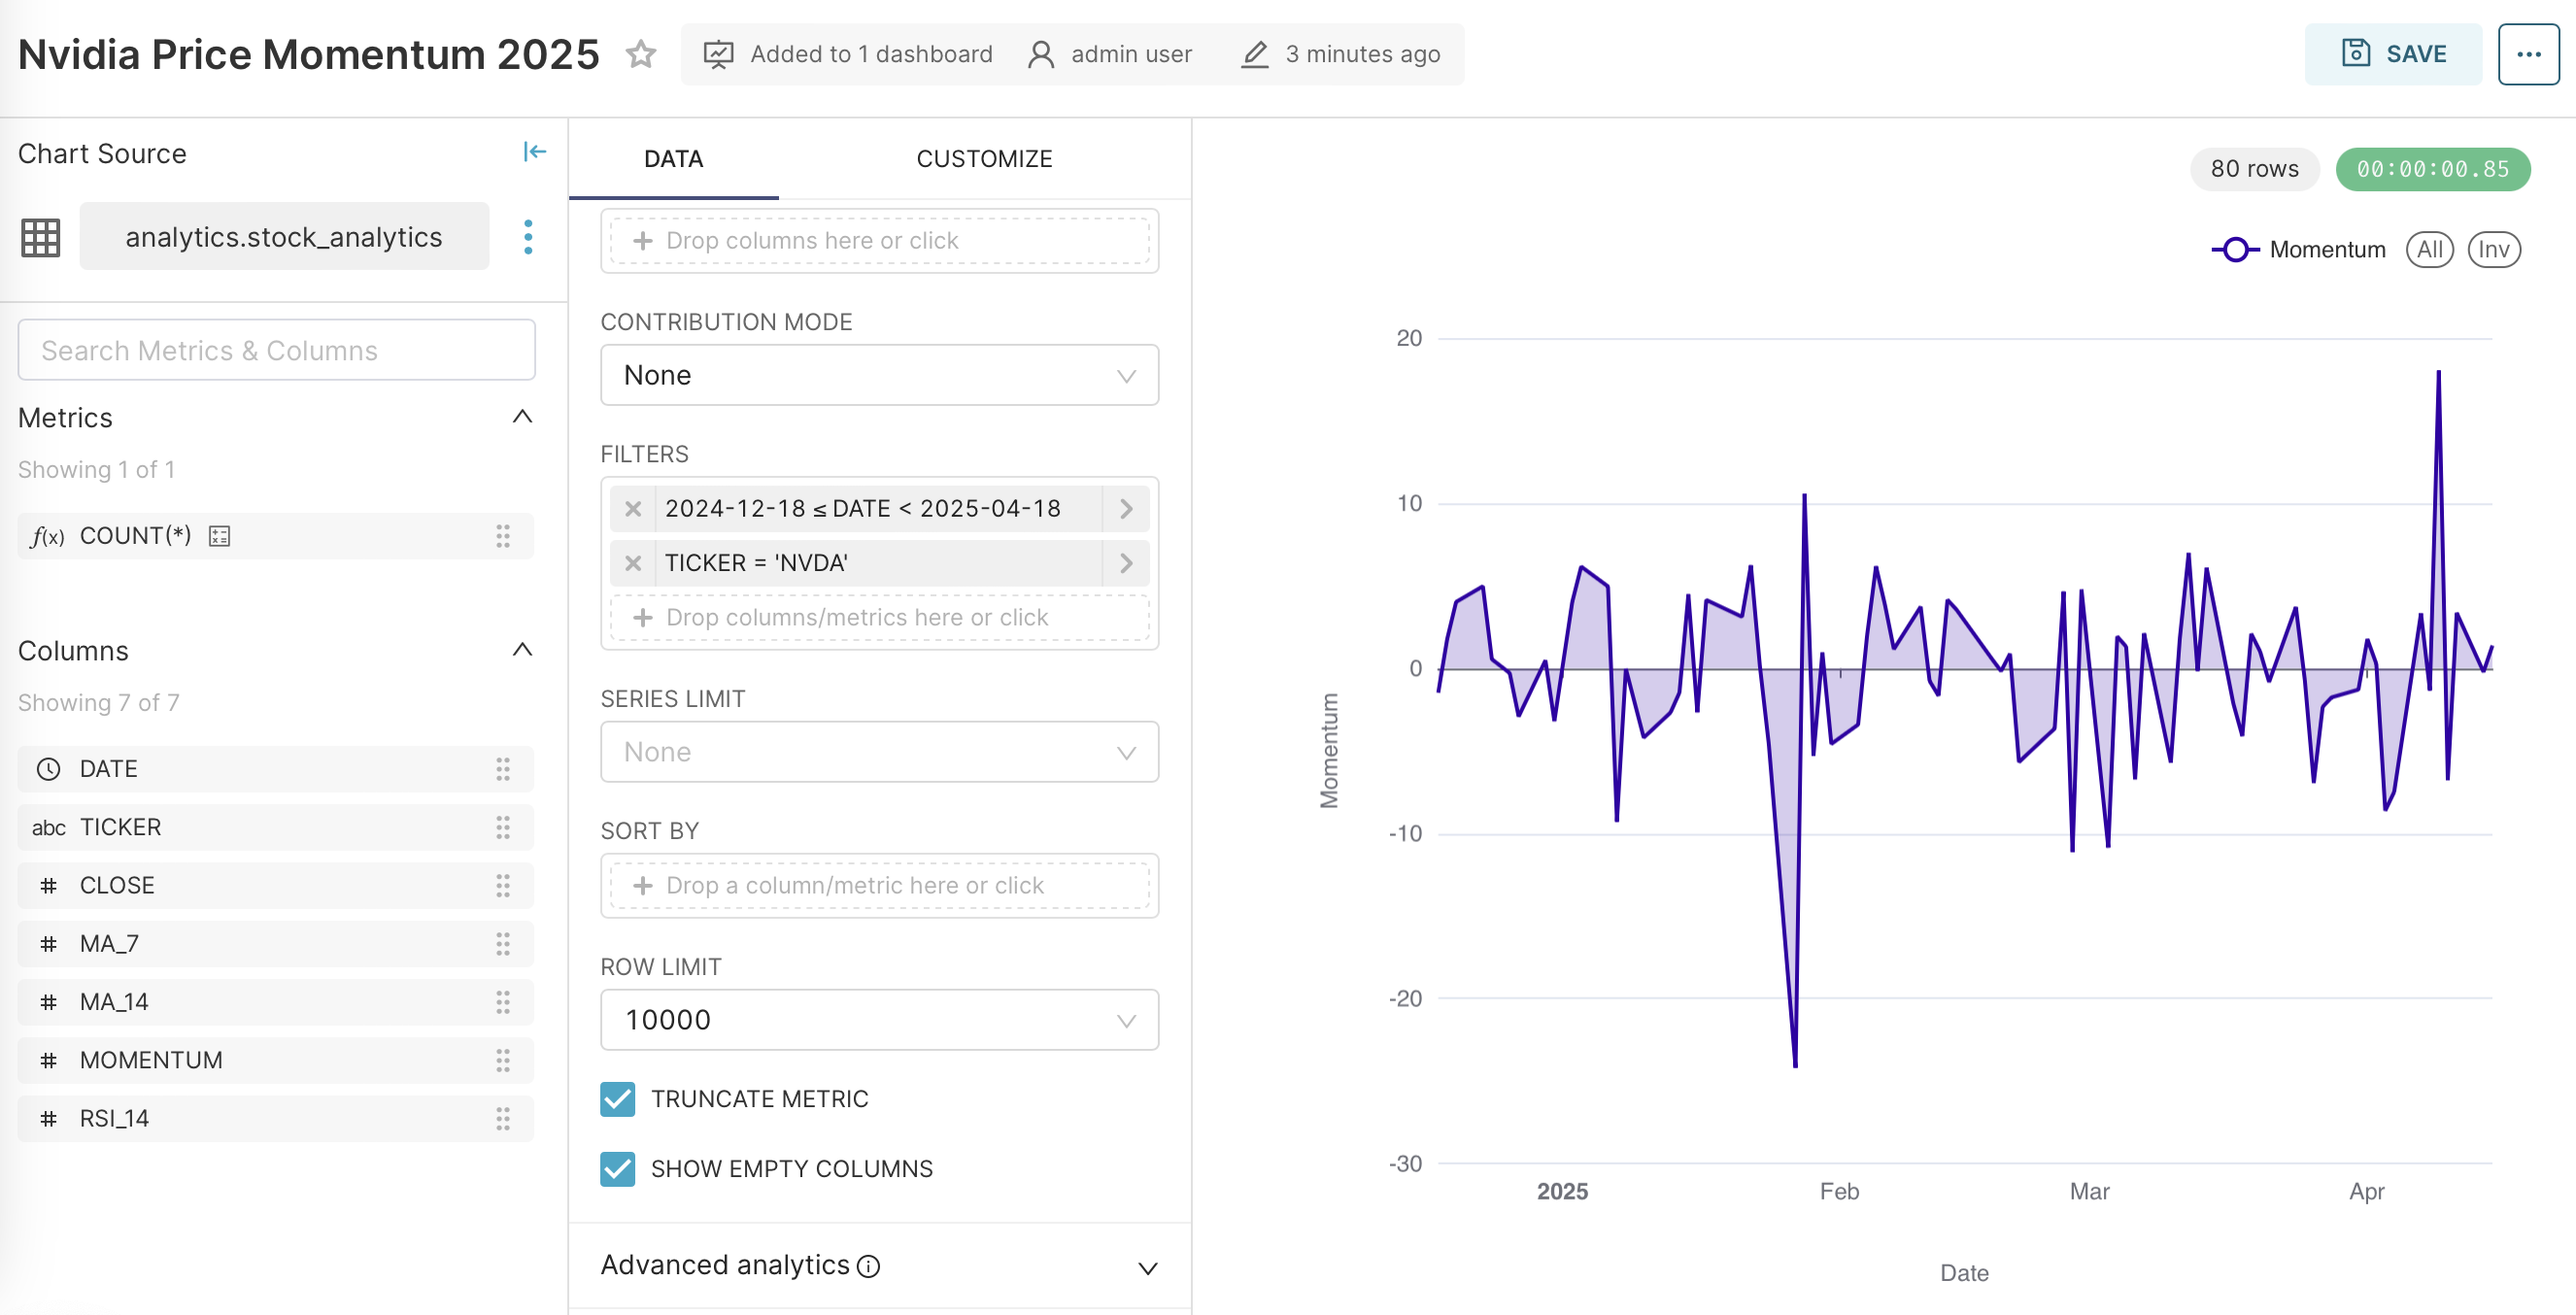 Nvidia Price Momentum 2025
Added to 1 dashboard
admin user
3 minutes ago
SAVE
Chart Source
analytics.stock_analytics
Search Metrics & Columns
Metrics
Showing 1 of 1
f(x) COUNT(*)
Columns
Showing 7 of 7
DATE
abc TICKER
# CLOSE
# MA_7
# MA_14
# MOMENTUM
# RSI_14
DATA
CUSTOMIZE
Drop columns here or click
CONTRIBUTION MODE
None
FILTERS
2024-12-18 ≤ DATE < 2025-04-18
TICKER = 'NVDA'
Drop columns/metrics here or click
SERIES LIMIT
None
SORT BY
Drop a column/metric here or click
ROW LIMIT
10000
TRUNCATE METRIC
SHOW EMPTY COLUMNS
Advanced analytics
80 rows
00:00:00.85
Momentum
All
Inv
20
10
0
-10
-20
-30
Momentum
2025
Feb
Mar
Apr
Date